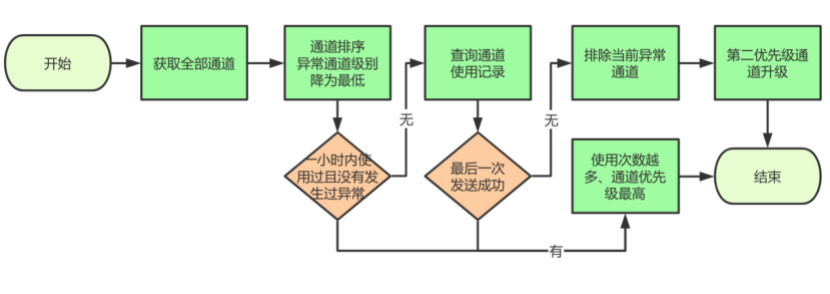 开始
获取全部通道
通道排序
异常通道级别
降为最低
一小时内使
用过且没有发
生过异常
无
查询通道
使用记录
最后一次
发送成功
无
排除当前异常
通道
第二优先级通
道升级
使用次数越
多、通道优先
级最高
结束
有